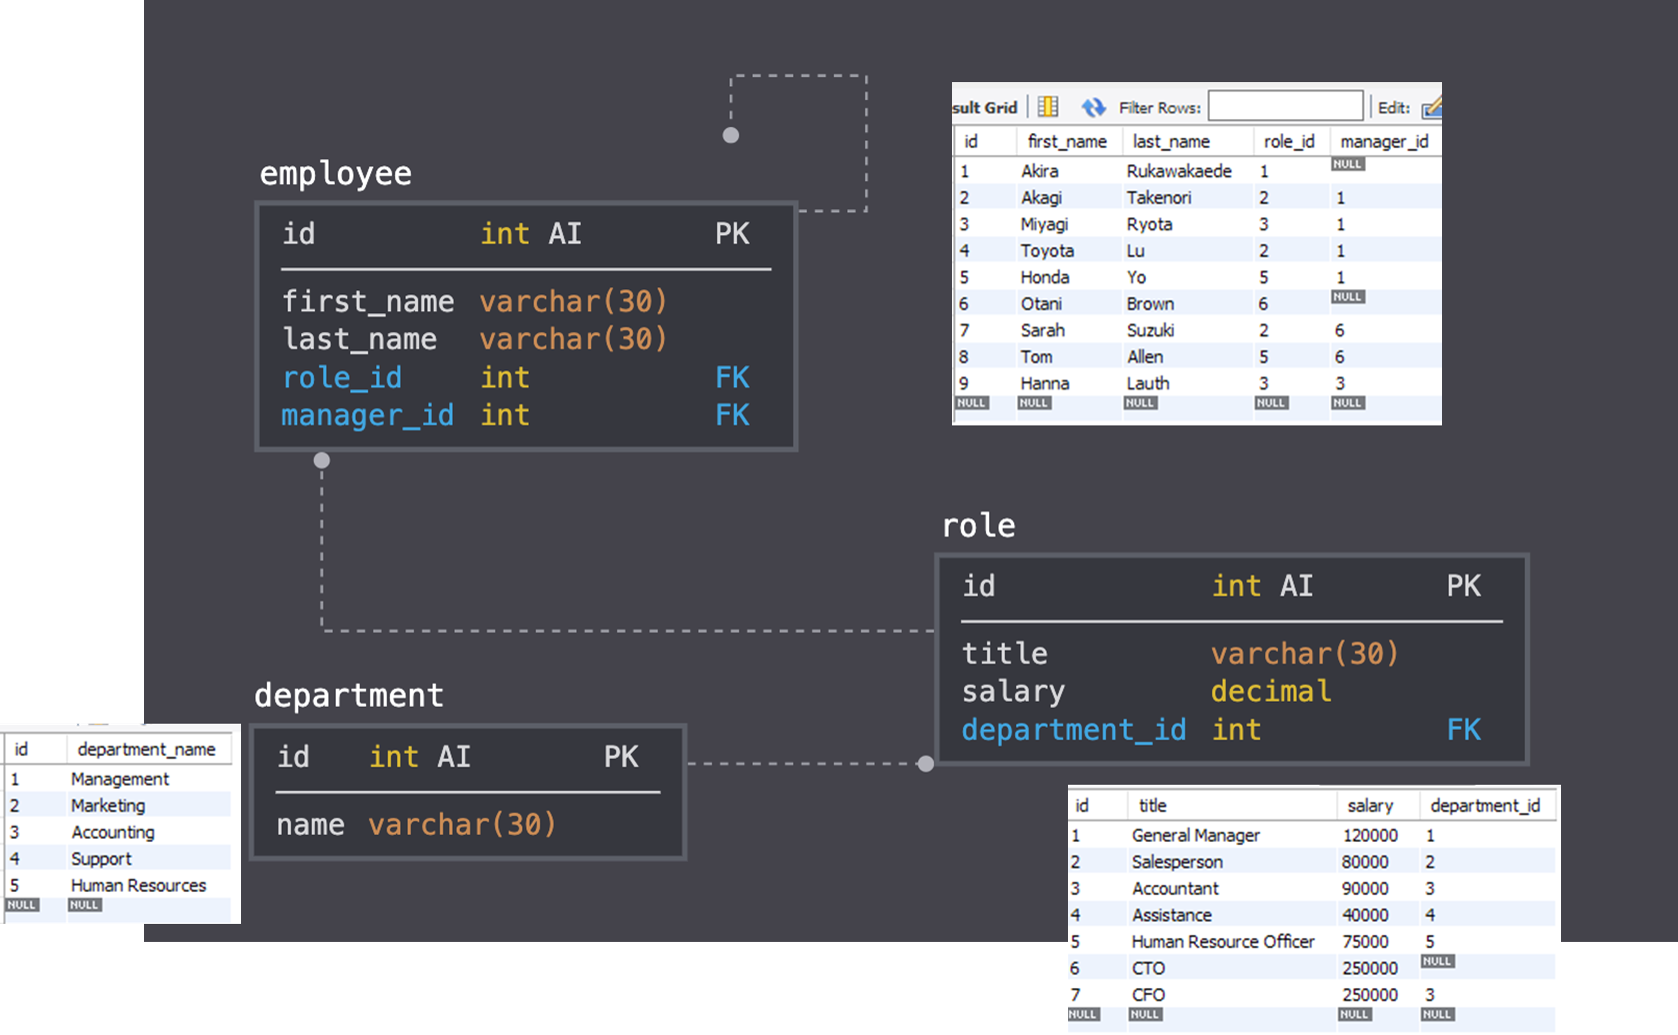 sult Grid Filter Rows: Edit:
id first_name last_name role_id manager_id
1 Akira Rukawakaede 1 NULL
2 Akagi Takenori 2 1
3 Miyagi Ryota 3 1
4 Toyota Lu 2 1
5 Honda Yo 5 1
6 Otani Brown 6 NULL
7 Sarah Suzuki 2 6
8 Tom Allen 5 6
9 Hanna Lauth 3 3
NULL NULL NULL NULL NULL
employee
id int AI PK
first_name varchar(30)
last_name varchar(30)
role_id int FK
manager_id int FK
role
id int AI PK
title varchar(30)
salary decimal
department_id int FK
department
id int AI PK
name varchar(30)
id department_name
1 Management
2 Marketing
3 Accounting
4 Support
5 Human Resources
NULL NULL
id title salary department_id
1 General Manager 120000 1
2 Salesperson 80000 2
3 Accountant 90000 3
4 Assistance 40000 4
5 Human Resource Officer 75000 5
6 CTO 250000 NULL
7 CFO 250000 3
NULL NULL NULL NULL